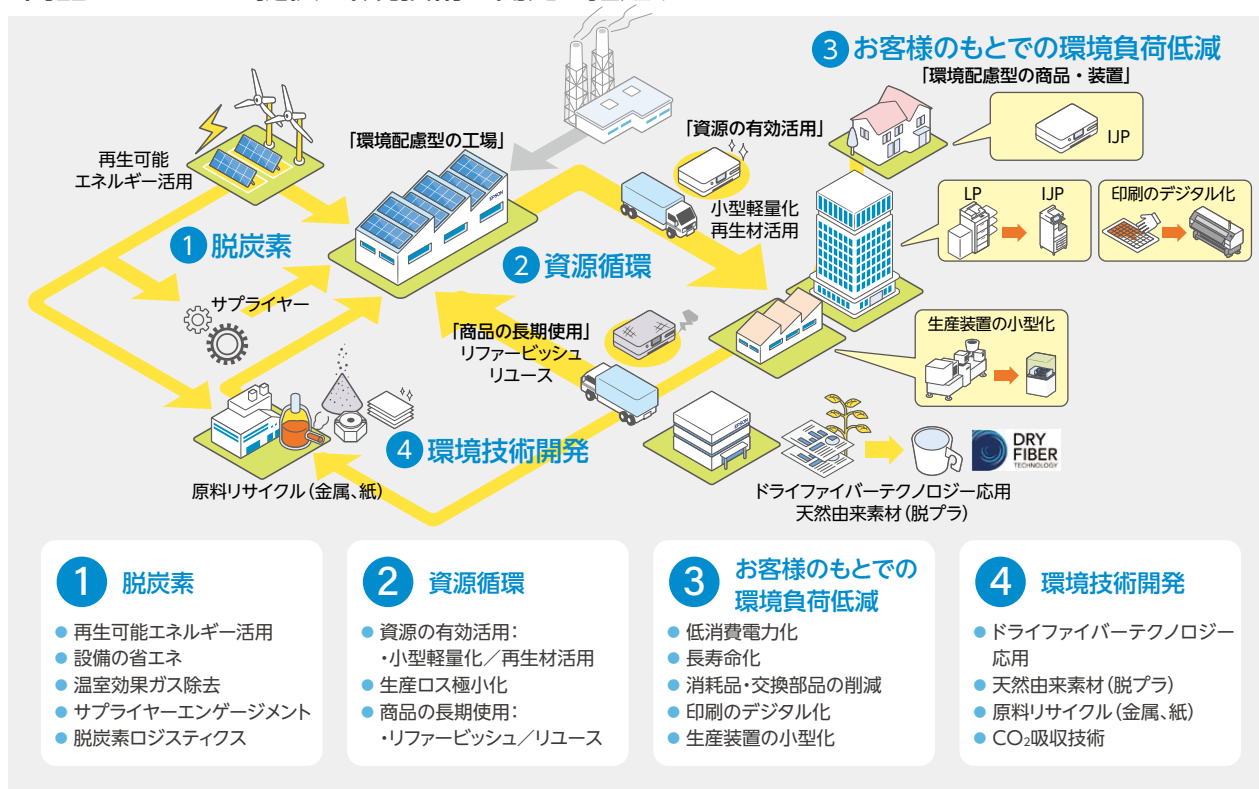 3 お客様のもとでの環境負荷低減
「環境配慮型の商品・装置」
IJP
「資源の有効活用」
「環境配慮型の工場」
再生可能
エネルギー活用
EPSON
小型軽量化
再生材活用
LP
IJP
印刷のデジタル化
1 脱炭素
2 資源循環
サプライヤー
「商品の長期使用」
リファービッシュ
リユース
生産装置の小型化
EPSON
4 環境技術開発
DRY
FIBER
TECHNOLOGY
原料リサイクル(金属、紙)
ドライファイバーテクノロジー応用
天然由来素材(脱プラ)
1 脱炭素
● 再生可能エネルギー活用
● 設備の省エネ
● 温室効果ガス除去
● サプライヤーエンゲージメント
● 脱炭素ロジスティクス
2 資源循環
● 資源の有効活用:
・小型軽量化/再生材活用
● 生産ロス極小化
● 商品の長期使用:
・リファービッシュ/リユース
3 お客様のもとでの
環境負荷低減
● 低消費電力化
● 長寿命化
● 消耗品・交換部品の削減
● 印刷のデジタル化
● 生産装置の小型化
4 環境技術開発
● ドライファイバーテクノロジー
応用
● 天然由来素材(脱プラ)
● 原料リサイクル(金属、紙)
● CO₂吸収技術